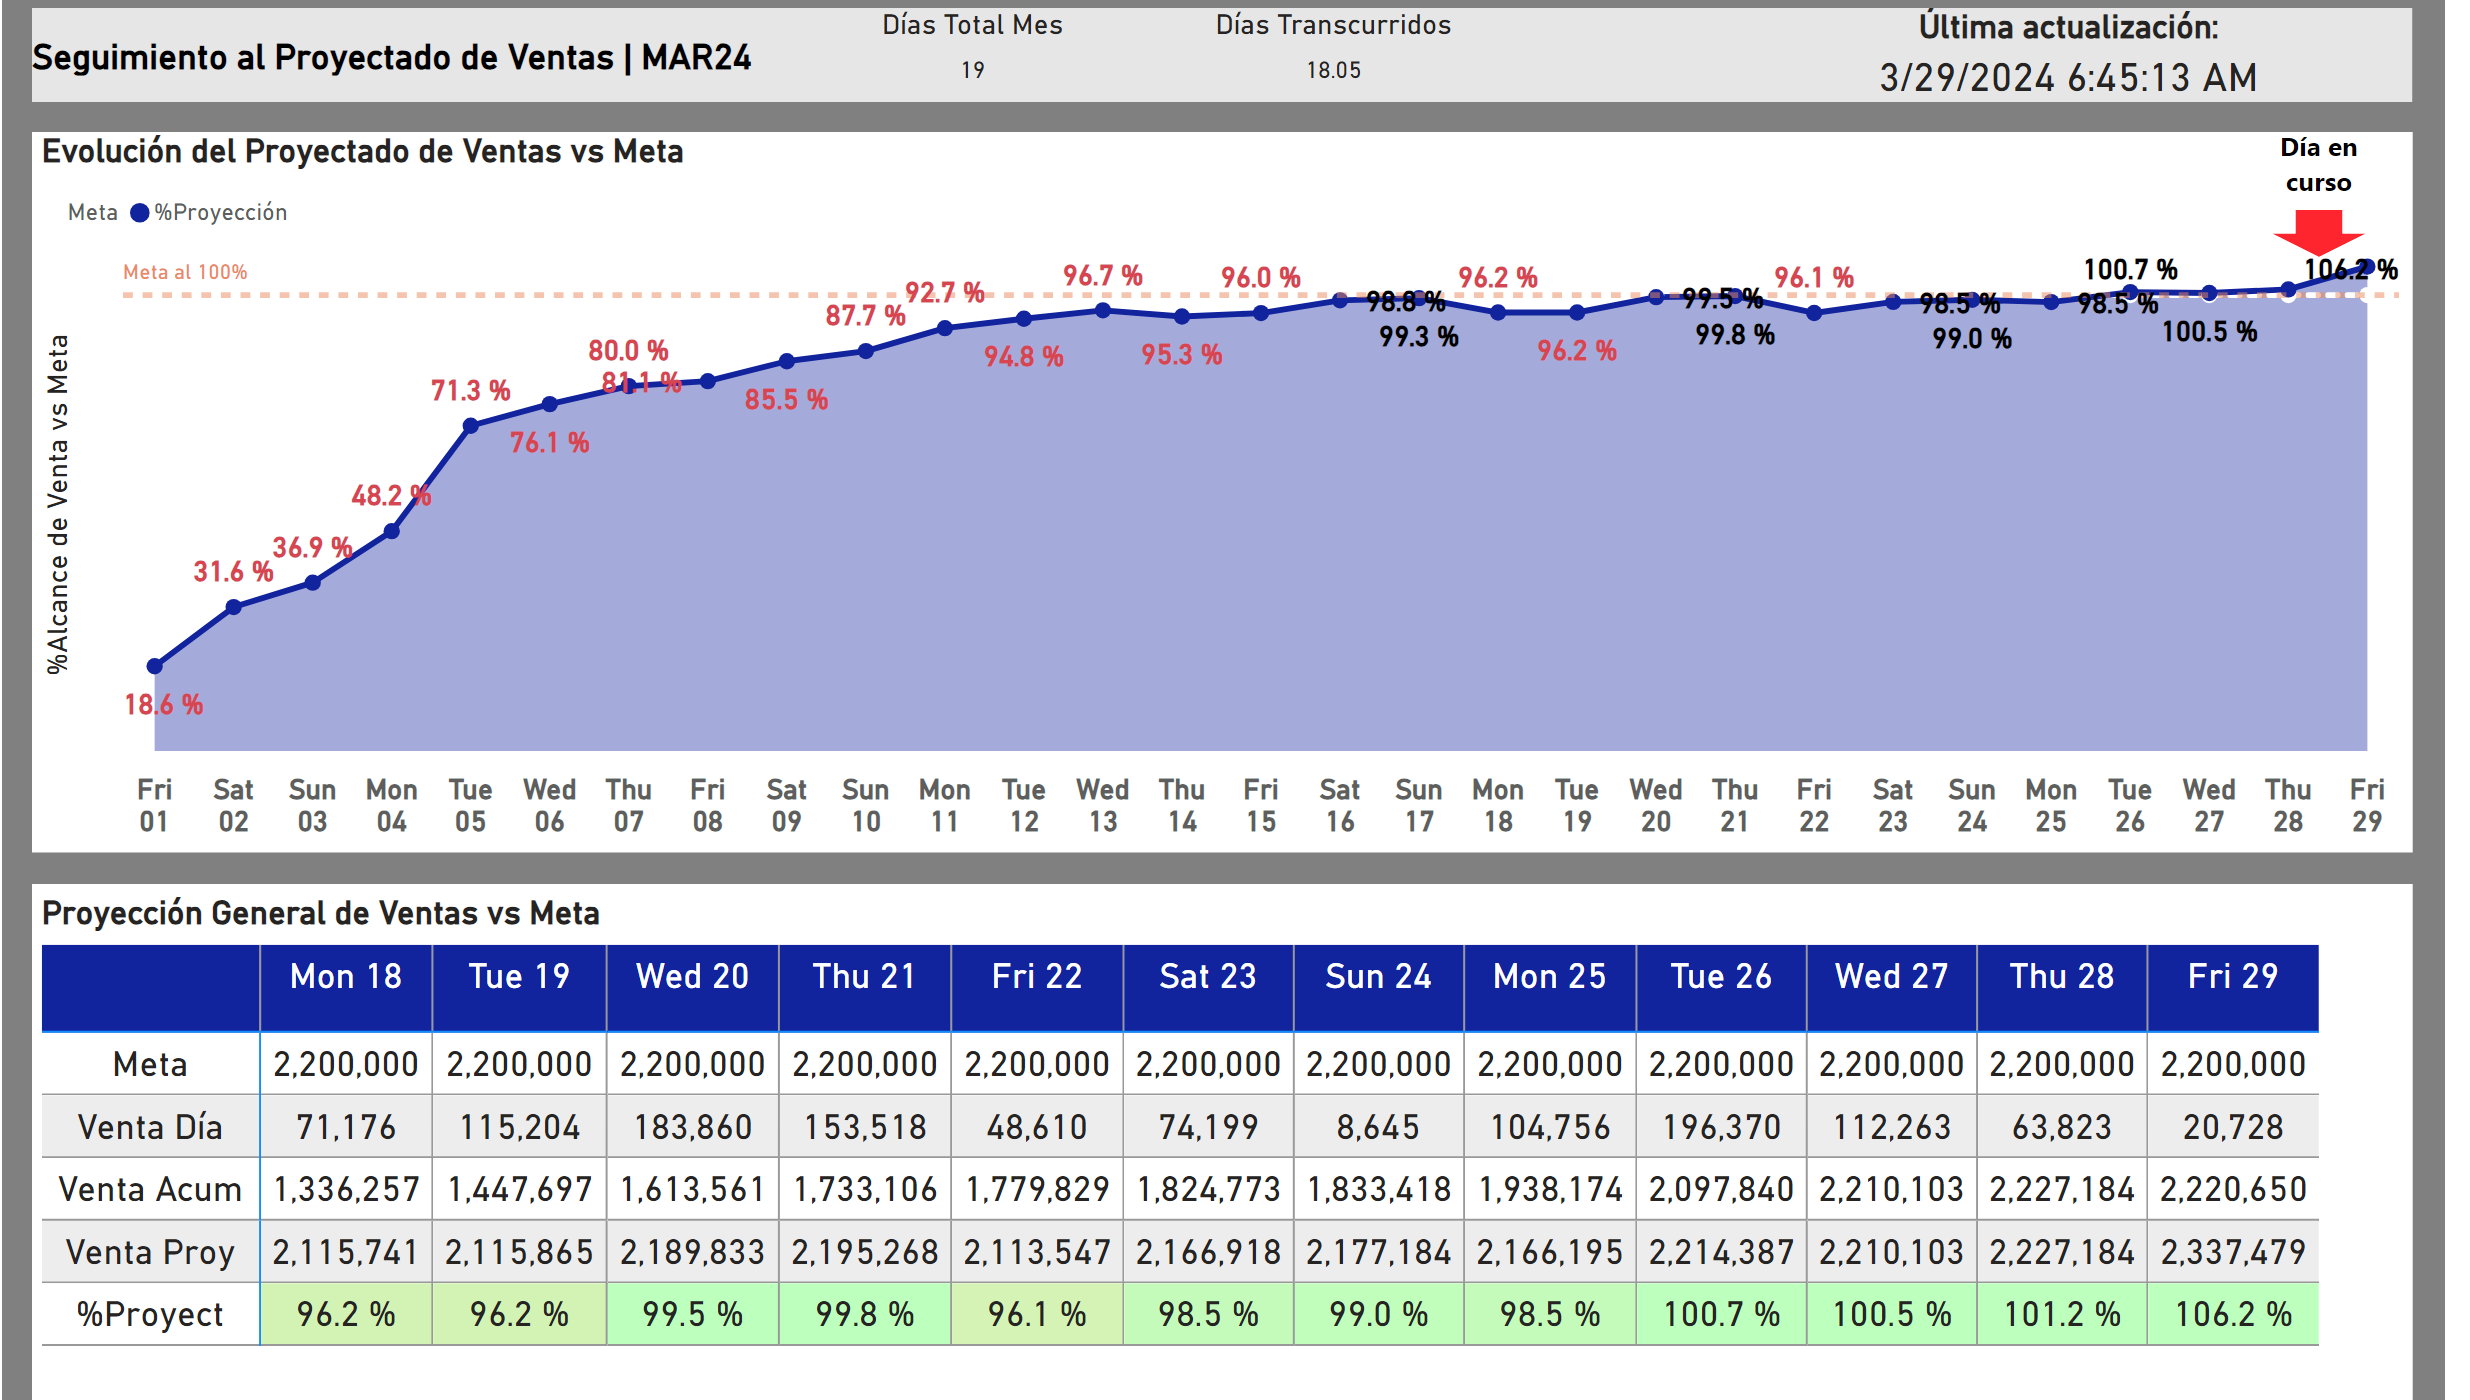 Seguimiento al Proyectado de Ventas | MAR24
Días Total Mes
19
Días Transcurridos
18.05
Última actualización:
3/29/2024 6:45:13 AM
Evolución del Proyectado de Ventas vs Meta
Día en
curso
Meta %Proyección
Meta al 100%
%Alcance de Venta vs Meta
18.6 %
31.6 %
36.9 %
48.2 %
71.3 %
76.1 %
80.0 %
81.1 %
85.5 %
87.7 %
92.7 %
94.8 %
96.7 %
95.3 %
96.0 %
98.8 %
99.3 %
96.2 %
96.2 %
99.5 %
99.8 %
96.1 %
98.5 %
99.0 %
98.5 %
100.7 %
100.5 %
106.2 %
Fri Sat Sun Mon Tue Wed Thu Fri Sat Sun Mon Tue Wed Thu Fri Sat Sun Mon Tue Wed Thu Fri Sat Sun Mon Tue Wed Thu Fri
01 02 03 04 05 06 07 08 09 10 11 12 13 14 15 16 17 18 19 20 21 22 23 24 25 26 27 28 29
Proyección General de Ventas vs Meta
Mon 18 Tue 19 Wed 20 Thu 21 Fri 22 Sat 23 Sun 24 Mon 25 Tue 26 Wed 27 Thu 28 Fri 29
Meta 2,200,000 2,200,000 2,200,000 2,200,000 2,200,000 2,200,000 2,200,000 2,200,000 2,200,000 2,200,000 2,200,000 2,200,000
Venta Día 71,176 115,204 183,860 153,518 48,610 74,199 8,645 104,756 196,370 112,263 63,823 20,728
Venta Acum 1,336,257 1,447,697 1,613,561 1,733,106 1,779,829 1,824,773 1,833,418 1,938,174 2,097,840 2,210,103 2,227,184 2,220,650
Venta Proy 2,115,741 2,115,865 2,189,833 2,195,268 2,113,547 2,166,918 2,177,184 2,166,195 2,214,387 2,210,103 2,227,184 2,337,479
%Proyect 96.2 % 96.2 % 99.5 % 99.8 % 96.1 % 98.5 % 99.0 % 98.5 % 100.7 % 100.5 % 101.2 % 106.2 %